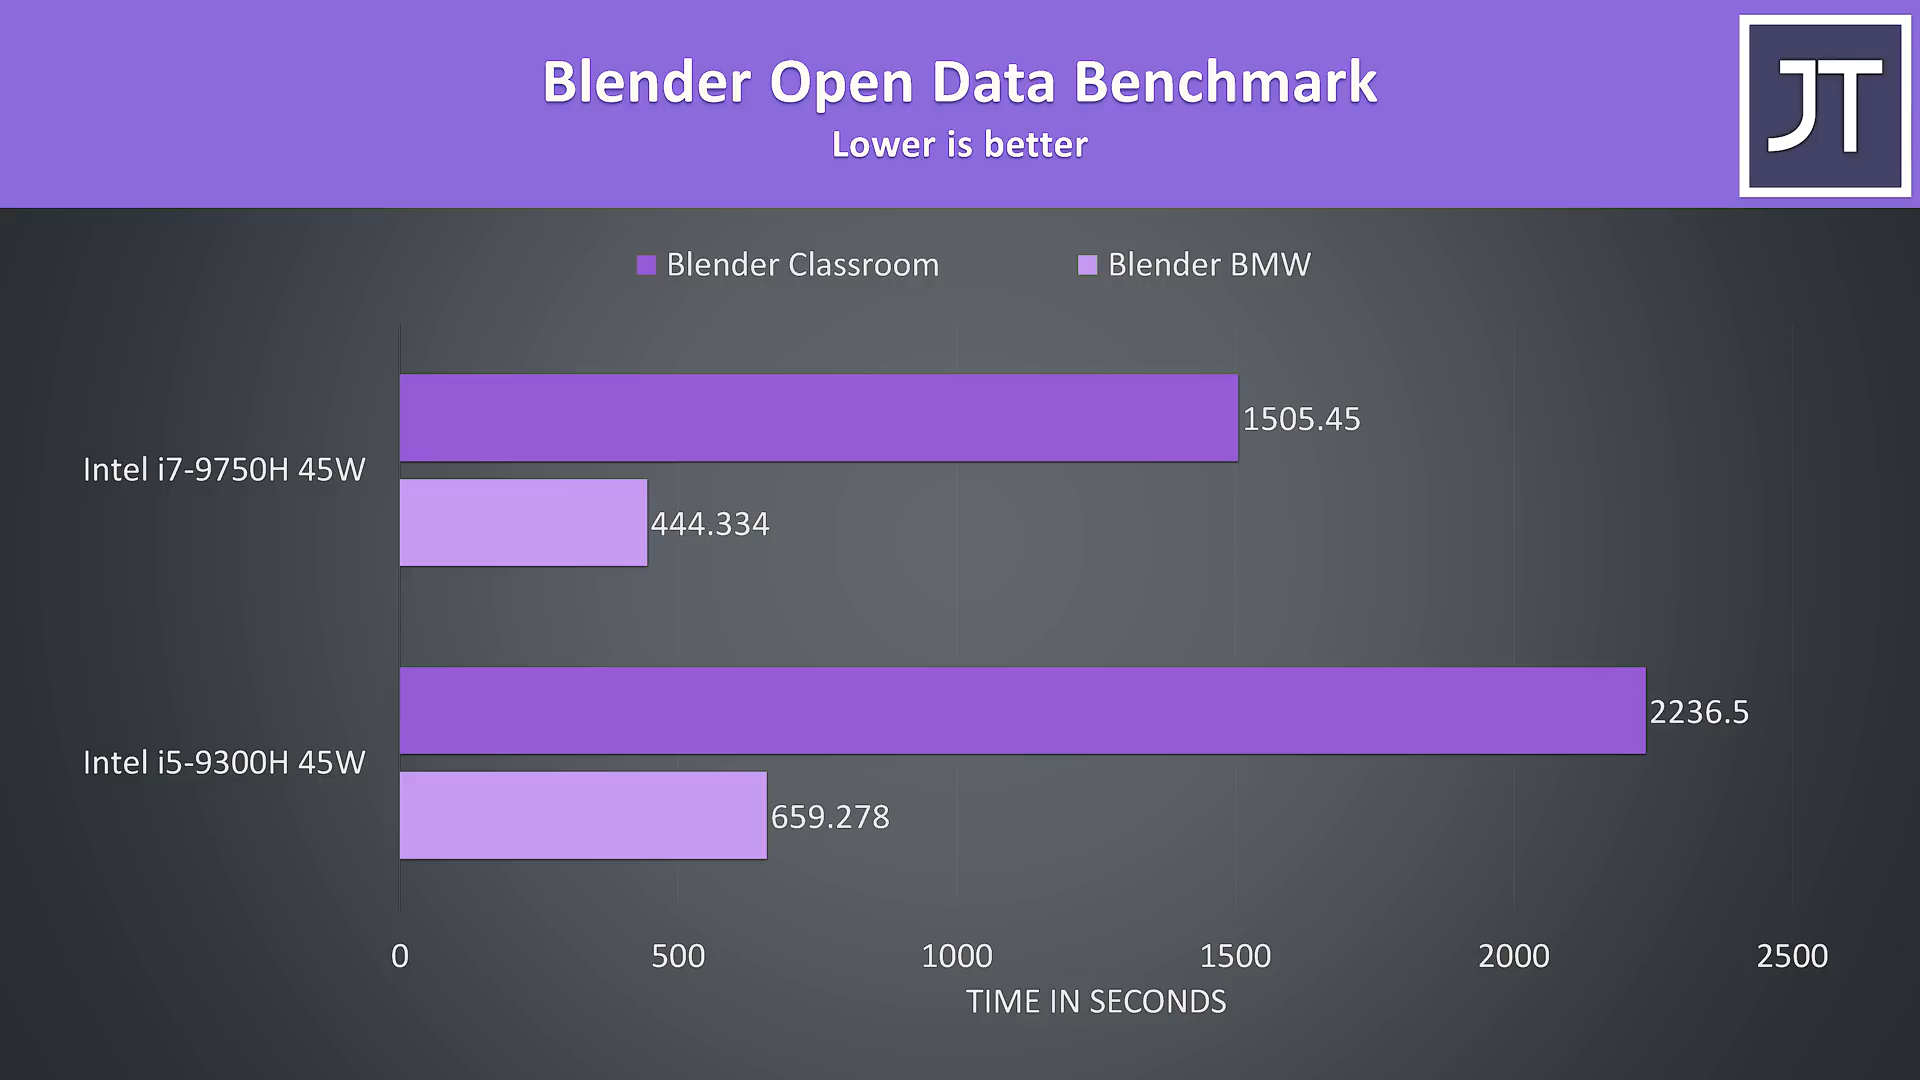 Blender Open Data Benchmark
Lower is better
JT
Blender Classroom
Blender BMW
Intel i7-9750H 45W
1505.45
444.334
Intel i5-9300H 45W
2236.5
659.278
0 500 1000 1500 2000 2500
TIME IN SECONDS